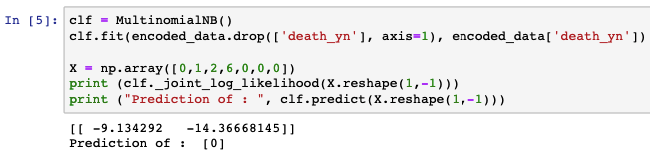 In [5]: clf = MultinomialNB()
clf.fit(encoded_data.drop(['death_yn'], axis=1), encoded_data['death_yn'])
X = np.array([0,1,2,6,0,0,0])
print (clf._joint_log_likelihood(X.reshape(1,-1)))
print ("Prediction of : ", clf.predict(X.reshape(1,-1)))
[[ -9.134292   -14.36668145]]
Prediction of :  [0]